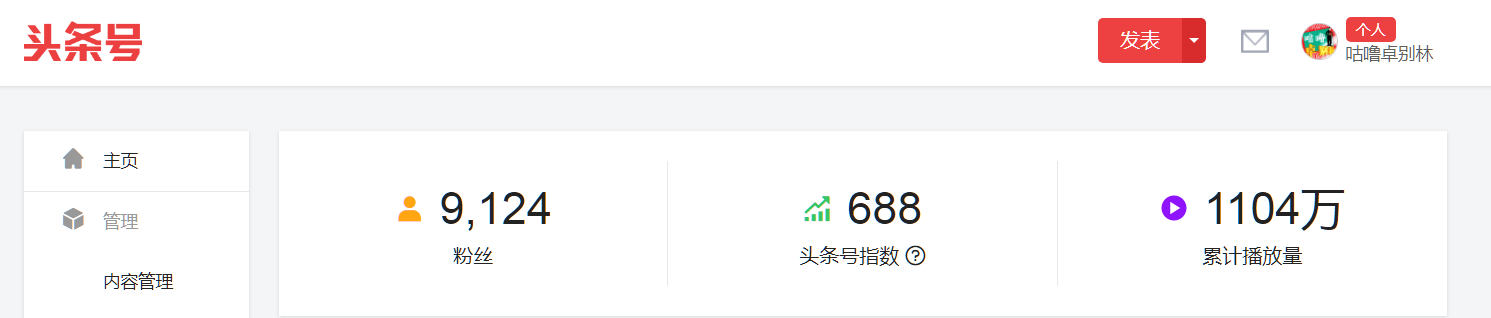 头条号
发表
个人
咕噜卓别林
主页
管理
内容管理
9,124
粉丝
688
头条号指数
1104万
累计播放量